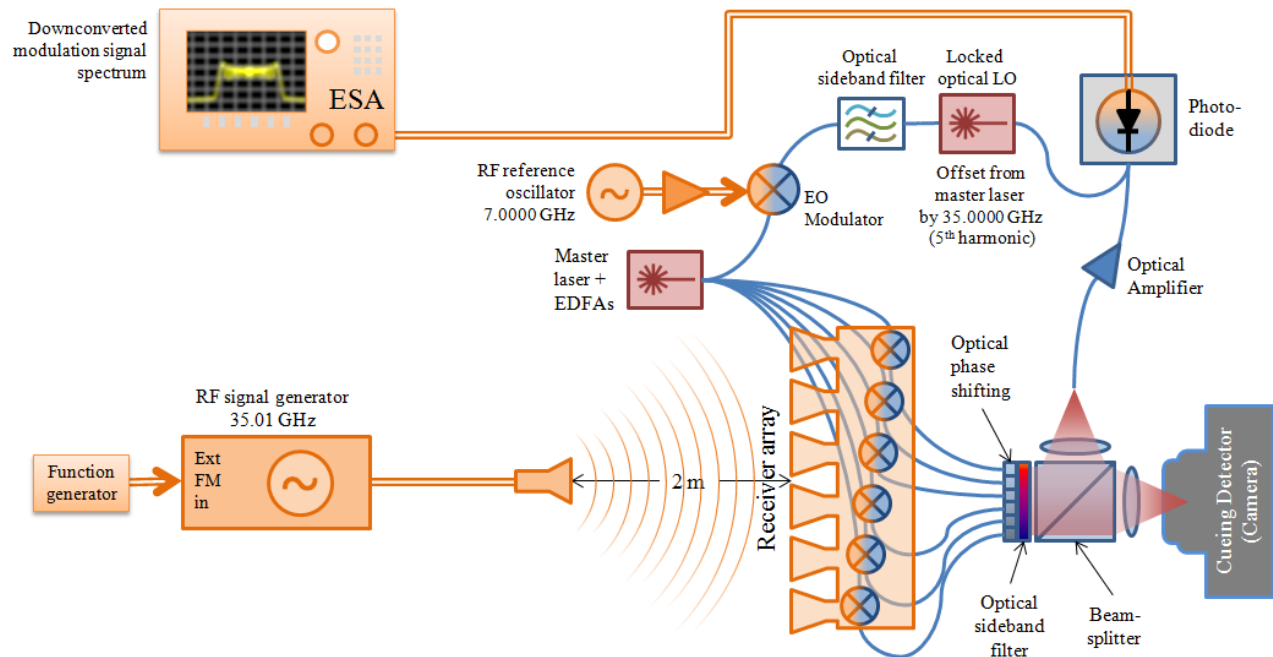 Downconverted
modulation signal
spectrum
ESA
Optical
sideband filter
Locked
optical LO
Photo-
diode
RF reference
oscillator
7.0000 GHz
EO
Modulator
Offset from
master laser
by 35.0000 GHz
(5th harmonic)
Master
laser +
EDFAs
Optical
Amplifier
Optical
phase
shifting
RF signal generator
35.01 GHz
Function
generator
Ext
FM
in
2 m
Receiver array
Cueing Detector
(Camera)
Optical
sideband
filter
Beam-
splitter